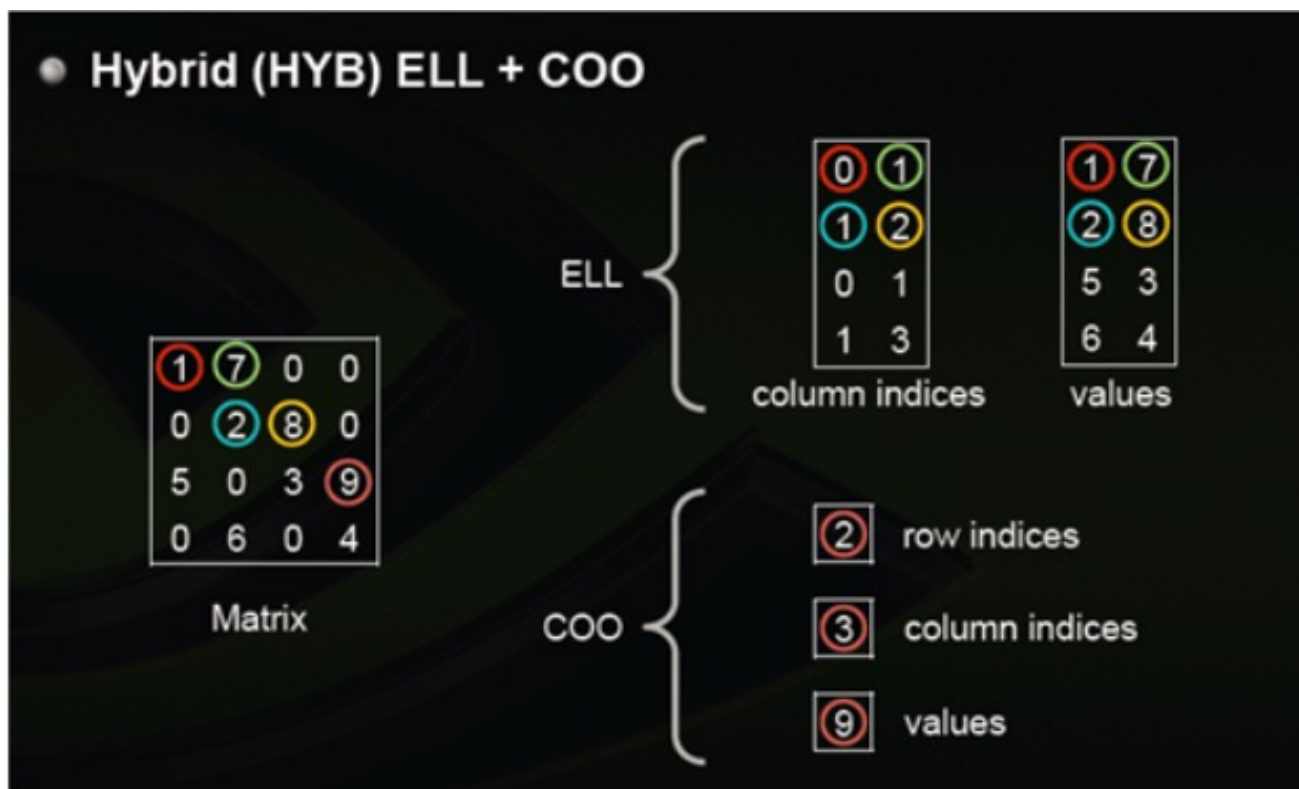 Hybrid (HYB) ELL + COO
ELL
0 1
1 2
0 1
1 3
column indices
1 7
2 8
5 3
6 4
values
1 7 0 0
0 2 8 0
5 0 3 9
0 6 0 4
Matrix
COO
2 row indices
3 column indices
9 values